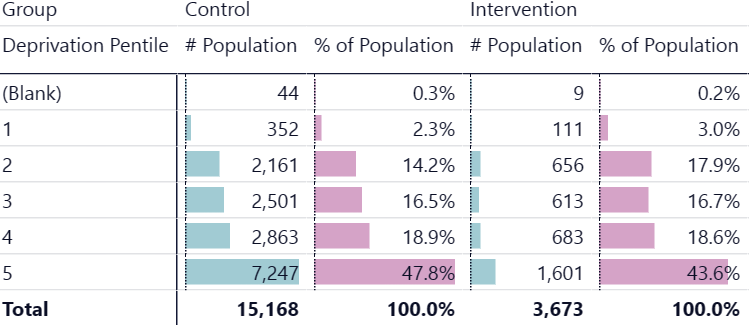 Group Control Intervention
Deprivation Pentile # Population % of Population # Population % of Population
(Blank) 44 0.3% 9 0.2%
1 352 2.3% 111 3.0%
2 2,161 14.2% 656 17.9%
3 2,501 16.5% 613 16.7%
4 2,863 18.9% 683 18.6%
5 7,247 47.8% 1,601 43.6%
Total 15,168 100.0% 3,673 100.0%